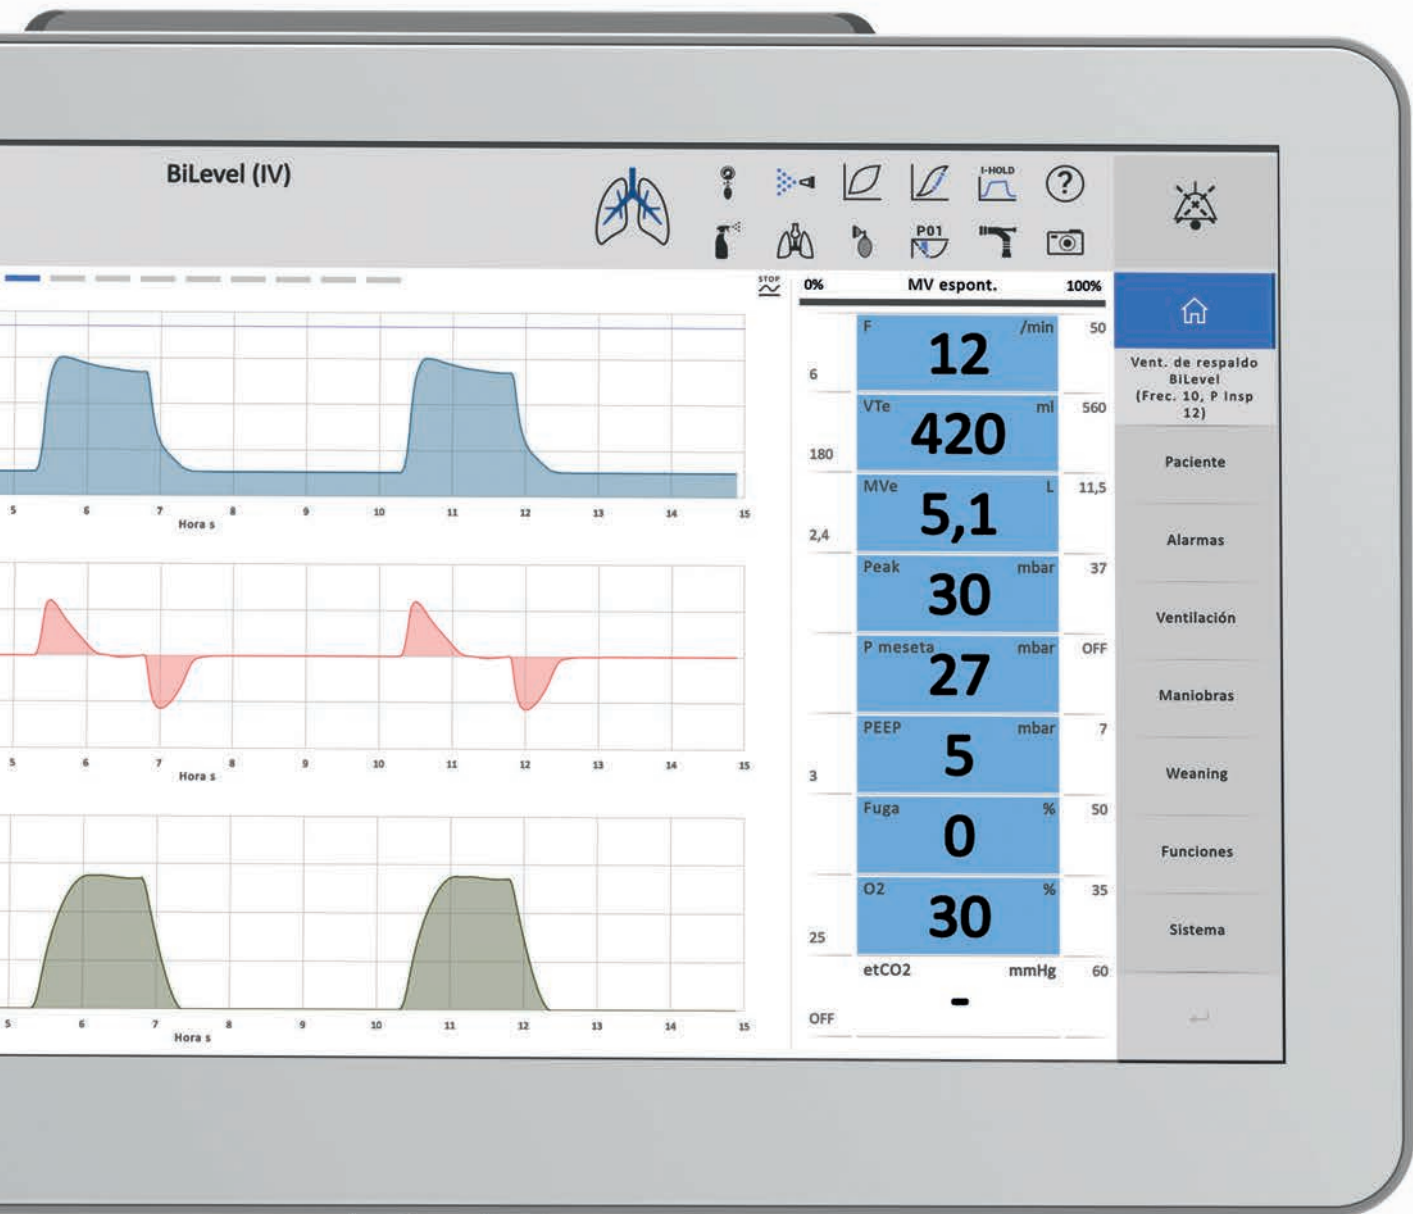 BiLevel (IV)
I-HOLD
?
P01
STOP
0% MV espont. 100%
F /min 50
12
6
VTe ml 560
420
180
MVe L 11,5
5,1
2,4
Peak mbar 37
30
P meseta mbar OFF
27
PEEP mbar 7
5
3
Fuga % 50
0
O2 % 35
30
25
etCO2 mmHg 60
-
OFF
5 6 7 8 9 10 11 12 13 14 15
Hora s
5 6 7 8 9 10 11 12 13 14 15
Hora s
5 6 7 8 9 10 11 12 13 14 15
Hora s
Vent. de respaldo
BiLevel
(Frec. 10, P Insp
12)
Paciente
Alarmas
Ventilación
Maniobras
Weaning
Funciones
Sistema